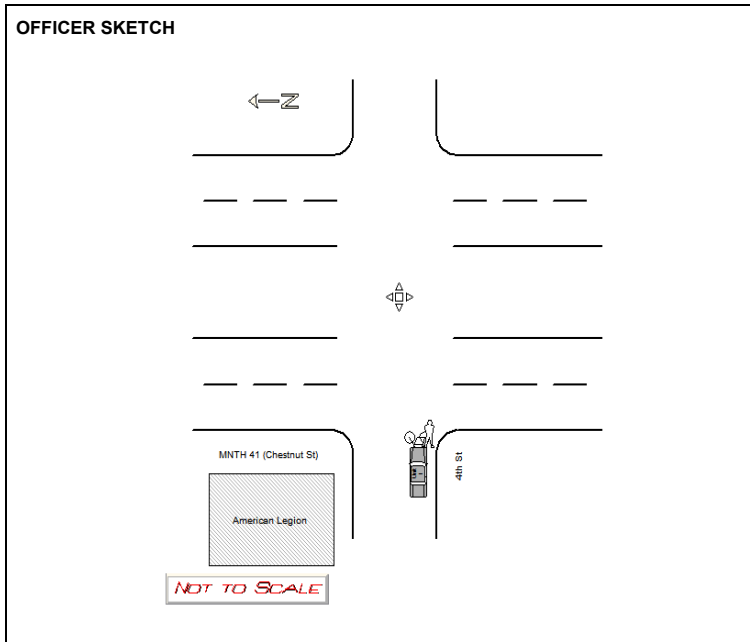 OFFICER SKETCH
N
MNTH 41 (Chestnut St)
4th St
American Legion
NOT TO SCALE